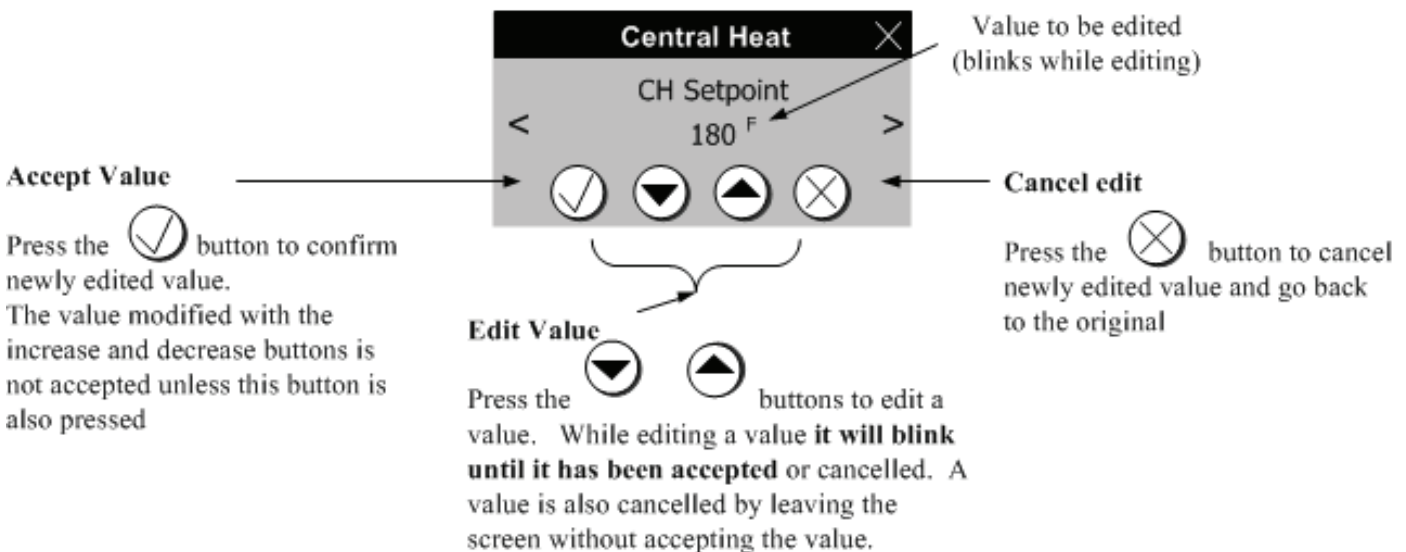 Central Heat
CH Setpoint
< 180 F >
Value to be edited
(blinks while editing)
Accept Value
Press the button to confirm
newly edited value.
The value modified with the
increase and decrease buttons is
not accepted unless this button is
also pressed
Edit Value
Press the buttons to edit a
value. While editing a value it will blink
until it has been accepted or cancelled. A
value is also cancelled by leaving the
screen without accepting the value.
Cancel edit
Press the button to cancel
newly edited value and go back
to the original